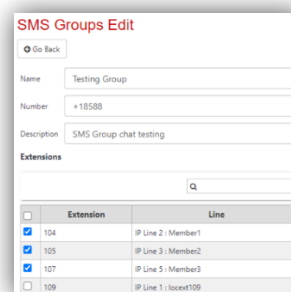 SMS Groups Edit
Go Back
Name Testing Group
Number +18588
Description SMS Group chat testing
Extensions
Extension Line
104 IP Line 2 : Member1
105 IP Line 3 : Member2
107 IP Line 5 : Member3
109 IP Line 1 : locext109